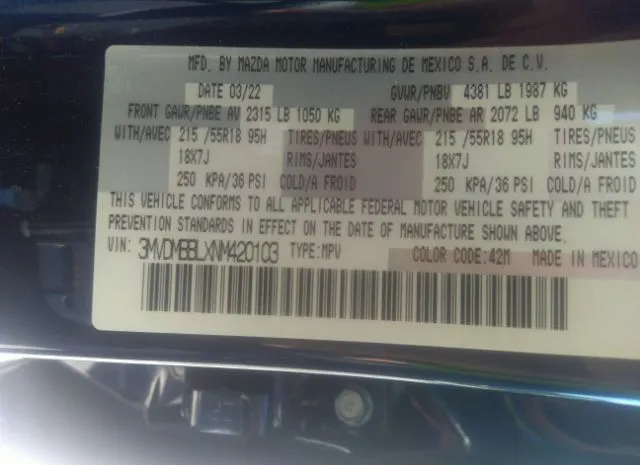 MFD. BY MAZDA MOTOR MANUFACTURING DE MEXICO S.A. DE C.V.
DATE 03/22 GVWR/PNBV 4381 LB 1987 KG
FRONT GAWR/PNBE AV 2315 LB 1050 KG REAR GAWR/PNBE AR 2072 LB 940 KG
WITH/AVEC 215 /55R18 95H TIRES/PNEUS WITH/AVEC 215 /55R18 95H TIRES/PNEUS
18X7J RIMS/JANTES 18X7J RIMS/JANTES
250 KPA/36 PSI COLD/A FROID 250 KPA/36 PSI COLD/A FROID
THIS VEHICLE CONFORMS TO ALL APPLICABLE FEDERAL MOTOR VEHICLE SAFETY AND THEFT
PREVENTION STANDARDS IN EFFECT ON THE DATE OF MANUFACTURE SHOWN ABOVE.
VIN: 3MVDMBBLXNM420103 TYPE:MPV COLOR CODE:42M MADE IN MEXICO